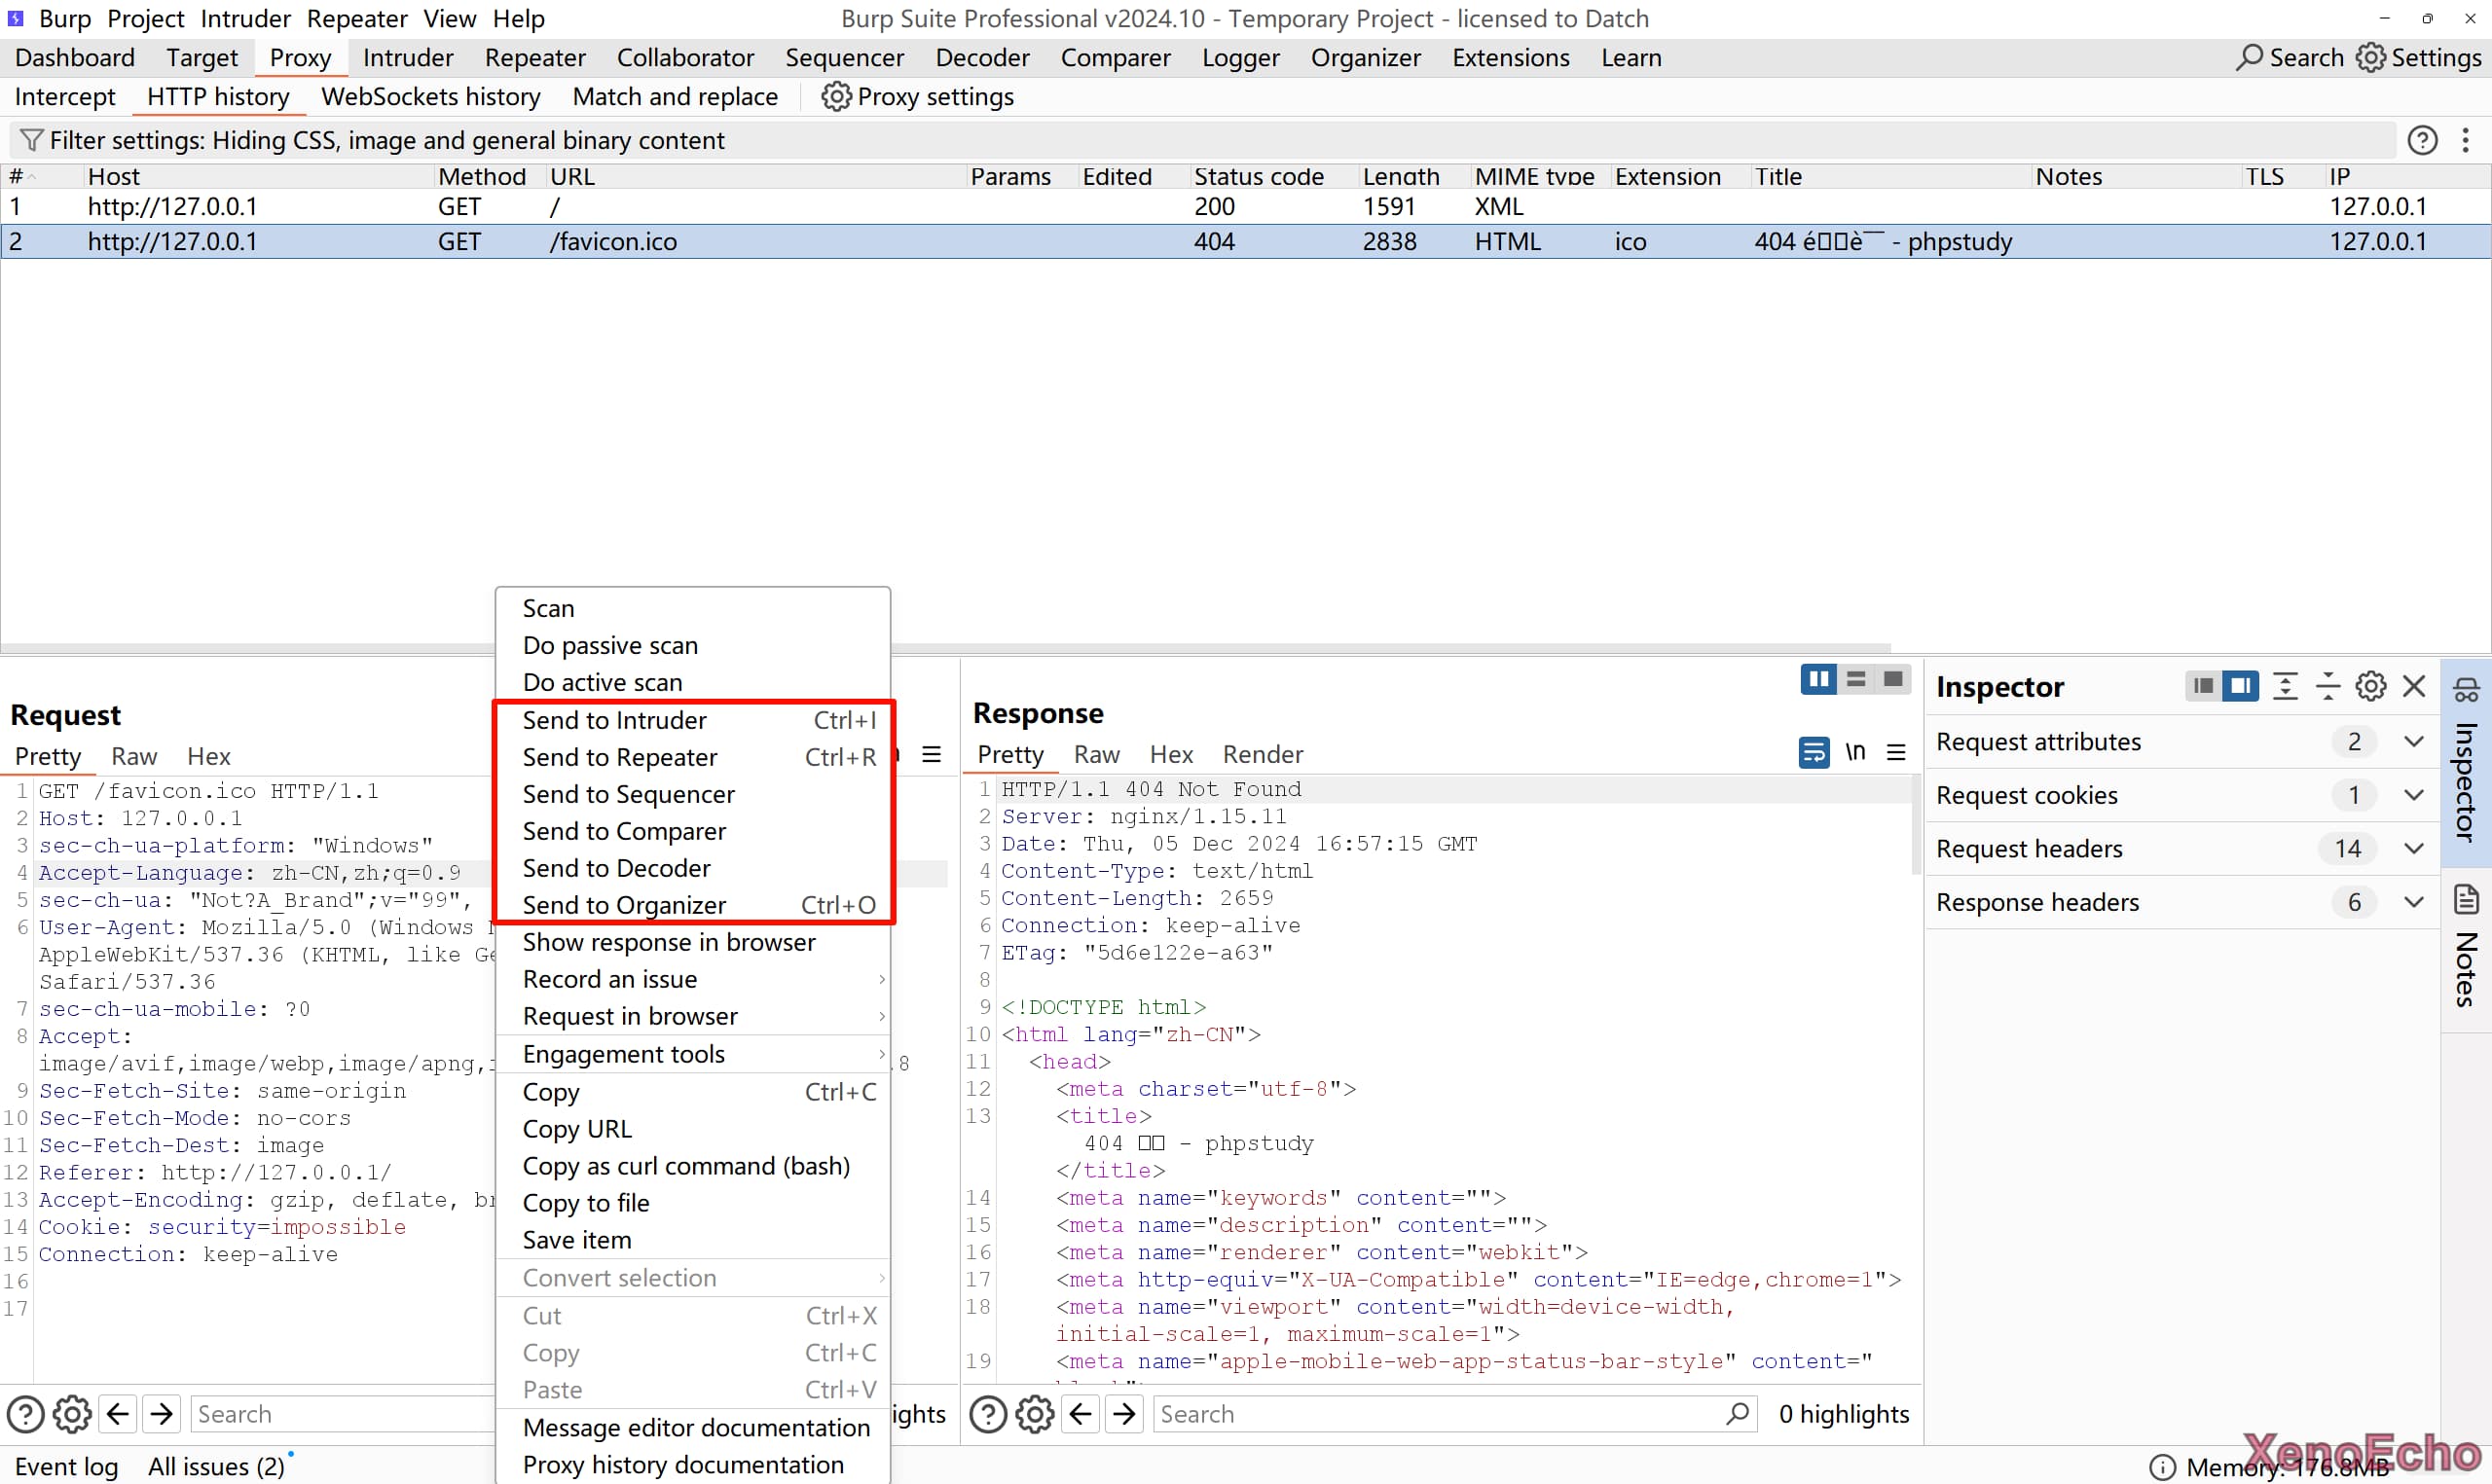 Burp Project Intruder Repeater View Help Burp Suite Professional v2024.10 - Temporary Project - licensed to Datch
Dashboard Target Proxy Intruder Repeater Collaborator Sequencer Decoder Comparer Logger Organizer Extensions Learn Search Settings
Intercept HTTP history WebSockets history Match and replace Proxy settings
Filter settings: Hiding CSS, image and general binary content
# Host Method URL Params Edited Status code Length MIME type Extension Title Notes TLS IP
1 http://127.0.0.1 GET / 200 1591 XML 127.0.0.1
2 http://127.0.0.1 GET /favicon.ico 404 2838 HTML ico 404 é□□è¯¯ - phpstudy 127.0.0.1
Request
Pretty Raw Hex
1 GET /favicon.ico HTTP/1.1
2 Host: 127.0.0.1
3 sec-ch-ua-platform: "Windows"
4 Accept-Language: zh-CN,zh;q=0.9
5 sec-ch-ua: "Not?A_Brand";v="99",
6 User-Agent: Mozilla/5.0 (Windows
AppleWebKit/537.36 (KHTML, like
Safari/537.36
7 sec-ch-ua-mobile: ?0
8 Accept:
image/avif,image/webp,image/apng, .8
9 Sec-Fetch-Site: same-origin
10 Sec-Fetch-Mode: no-cors
11 Sec-Fetch-Dest: image
12 Referer: http://127.0.0.1/
13 Accept-Encoding: gzip, deflate,
14 Cookie: security=impossible
15 Connection: keep-alive
16
17
Search
Scan
Do passive scan
Do active scan
Send to Intruder Ctrl+I
Send to Repeater Ctrl+R
Send to Sequencer
Send to Comparer
Send to Decoder
Send to Organizer Ctrl+O
Show response in browser
Record an issue
Request in browser
Engagement tools
Copy Ctrl+C
Copy URL
Copy as curl command (bash)
Copy to file
Save item
Convert selection
Cut Ctrl+X
Copy Ctrl+C
Paste Ctrl+V
Message editor documentation
Proxy history documentation
Response
Pretty Raw Hex Render \n
1 HTTP/1.1 404 Not Found
2 Server: nginx/1.15.11
3 Date: Thu, 05 Dec 2024 16:57:15 GMT
4 Content-Type: text/html
5 Content-Length: 2659
6 Connection: keep-alive
7 ETag: "5d6e122e-a63"
8
9 <!DOCTYPE html>
10 <html lang="zh-CN">
11 <head>
12 <meta charset="utf-8">
13 <title>
404 □□ - phpstudy
</title>
14 <meta name="keywords" content="">
15 <meta name="description" content="">
16 <meta name="renderer" content="webkit">
17 <meta http-equiv="X-UA-Compatible" content="IE=edge,chrome=1">
18 <meta name="viewport" content="width=device-width,
initial-scale=1, maximum-scale=1">
19 <meta name="apple-mobile-web-app-status-bar-style" content="
Search 0 highlights
Inspector
Request attributes 2
Request cookies 1
Request headers 14
Response headers 6
Inspector
Notes
Event log All issues (2) Memory: 176.8MB
XenoEcho